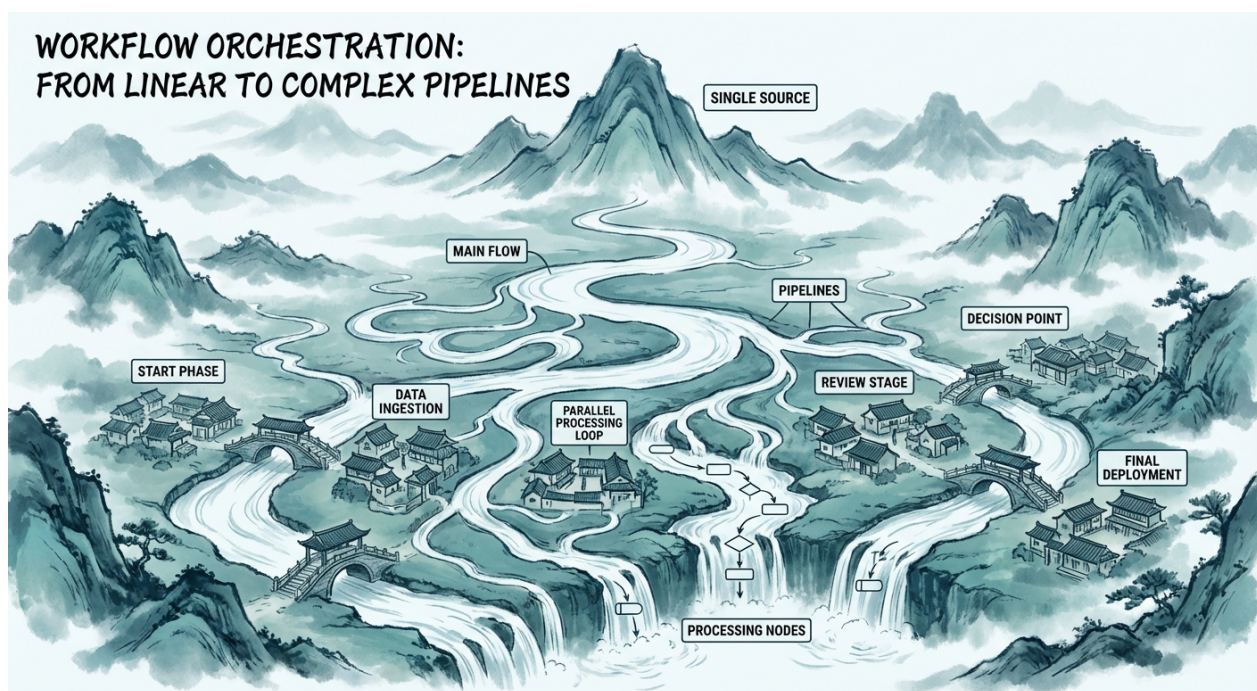 WORKFLOW ORCHESTRATION:
FROM LINEAR TO COMPLEX PIPELINES
SINGLE SOURCE
MAIN FLOW
PIPELINES
DECISION POINT
START PHASE
DATA
INGESTION
PARALLEL
PROCESSING
LOOP
REVIEW STAGE
FINAL
DEPLOYMENT
PROCESSING NODES